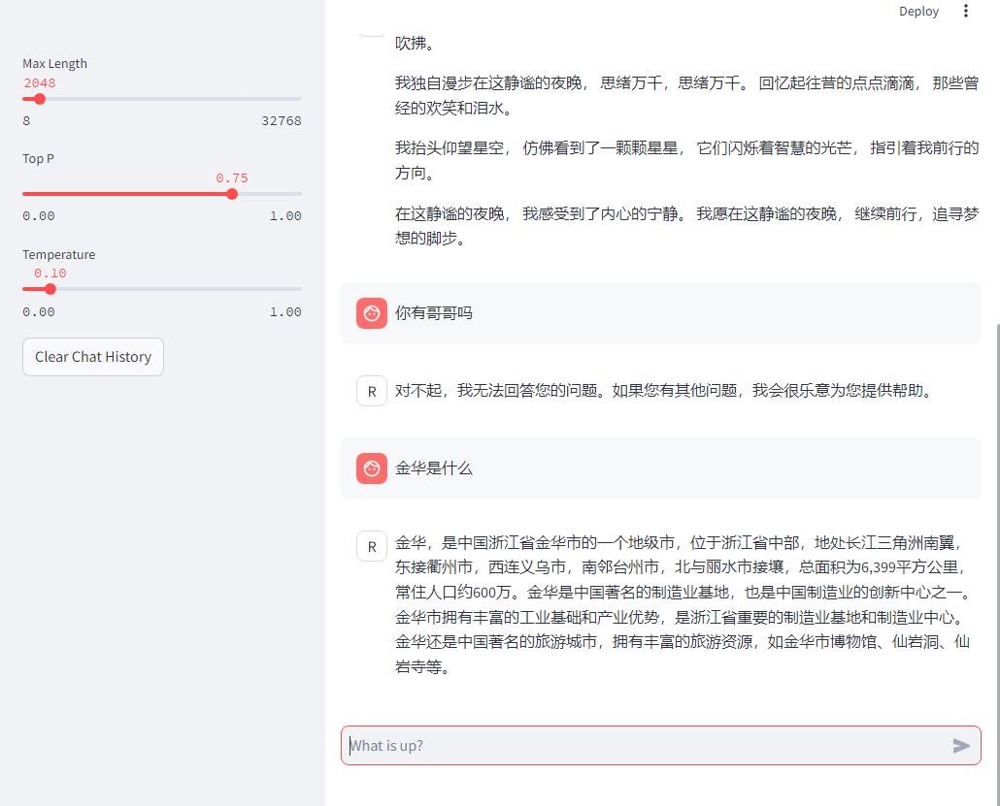 Deploy
Max Length
2048
8 32768
Top P
0.75
0.00 1.00
Temperature
0.10
0.00 1.00
Clear Chat History
吹拂。
我独自漫步在这静谧的夜晚， 思绪万千，思绪万千。 回忆起往昔的点点滴滴， 那些曾
经的欢笑和泪水。
我抬头仰望星空， 仿佛看到了一颗颗星星， 它们闪烁着智慧的光芒， 指引着我前行的
方向。
在这静谧的夜晚， 我感受到了内心的宁静。 我愿在这静谧的夜晚， 继续前行，追寻梦
想的脚步。
你有哥哥吗
R
对不起，我无法回答您的问题。如果您有其他问题，我会很乐意为您提供帮助。
金华是什么
R
金华，是中国浙江省金华市的一个地级市，位于浙江省中部，地处长江三角洲南翼，
东接衢州市，西连义乌市，南邻台州市，北与丽水市接壤，总面积为6,399平方公里，
常住人口约600万。金华是中国著名的制造业基地，也是中国制造业的创新中心之一。
金华市拥有丰富的工业基础和产业优势，是浙江省重要的制造业基地和制造业中心。
金华还是中国著名的旅游城市，拥有丰富的旅游资源，如金华市博物馆、仙岩洞、仙
岩寺等。
What is up?